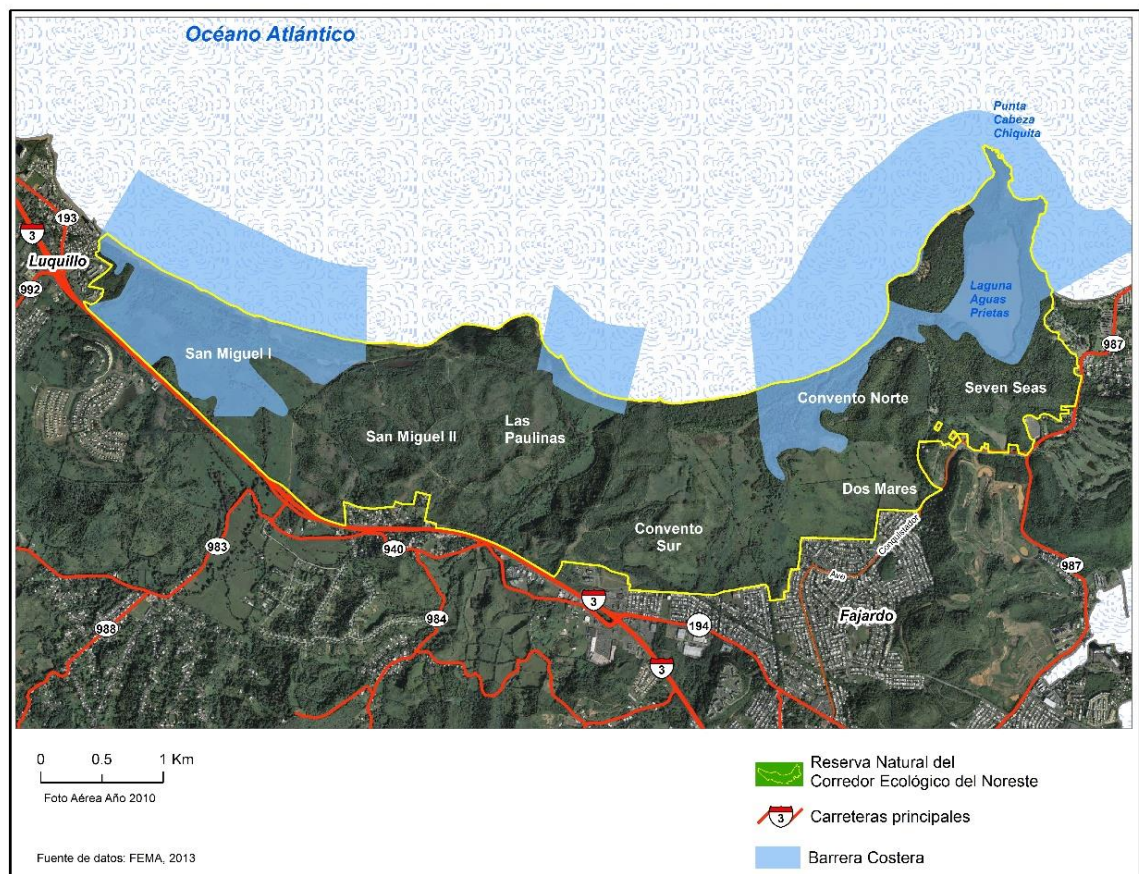 Océano Atlántico
Punta
Cabeza
Chiquita
193
3
Luquillo
992
Laguna
Aguas
Prietas
987
San Miguel I
Seven Seas
Convento Norte
San Miguel II
Las
Paulinas
Dos Mares
Convento
Sur
Conquistador
983
940
Ave
987
988
984
3
194
Fajardo
3
0 0.5 1 Km
Foto Aérea Año 2010
Fuente de datos: FEMA, 2013
Reserva Natural del
Corredor Ecológico del Noreste
3 Carreteras principales
Barrera Costera